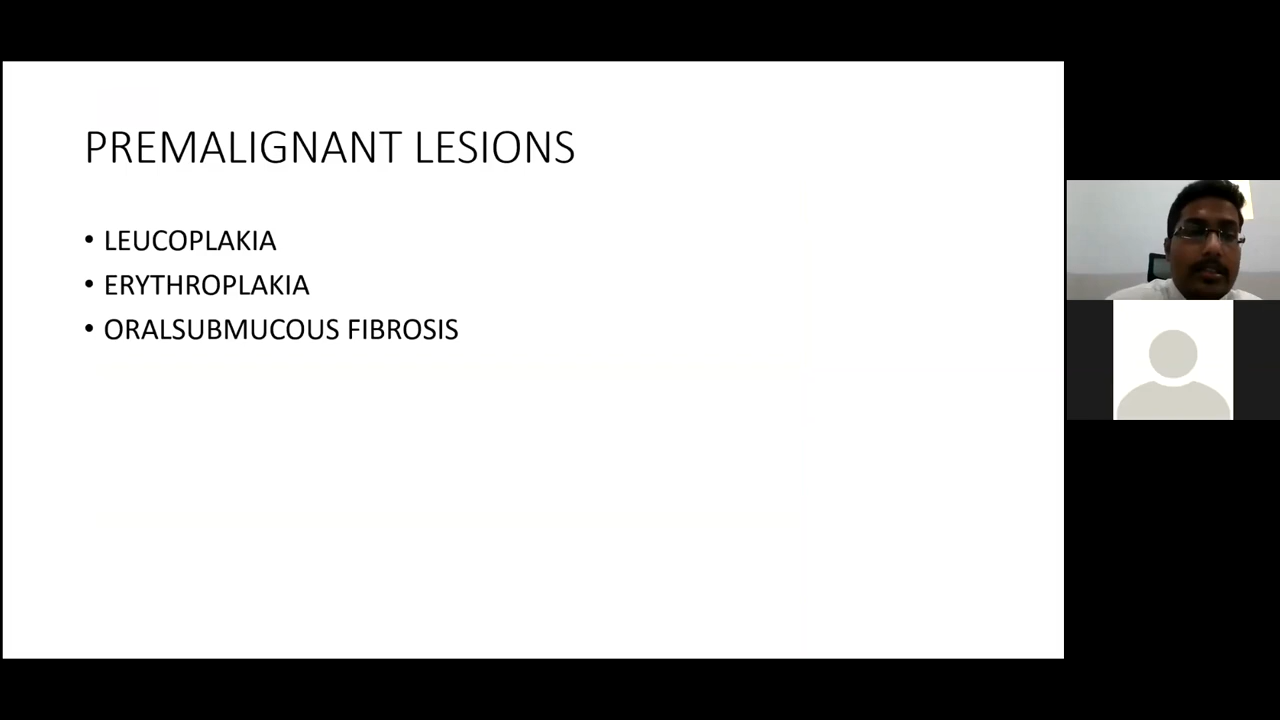 PREMALIGNANT LESIONS
• LEUCOPLAKIA
• ERYTHROPLAKIA
• ORALSUBMUCOUS FIBROSIS